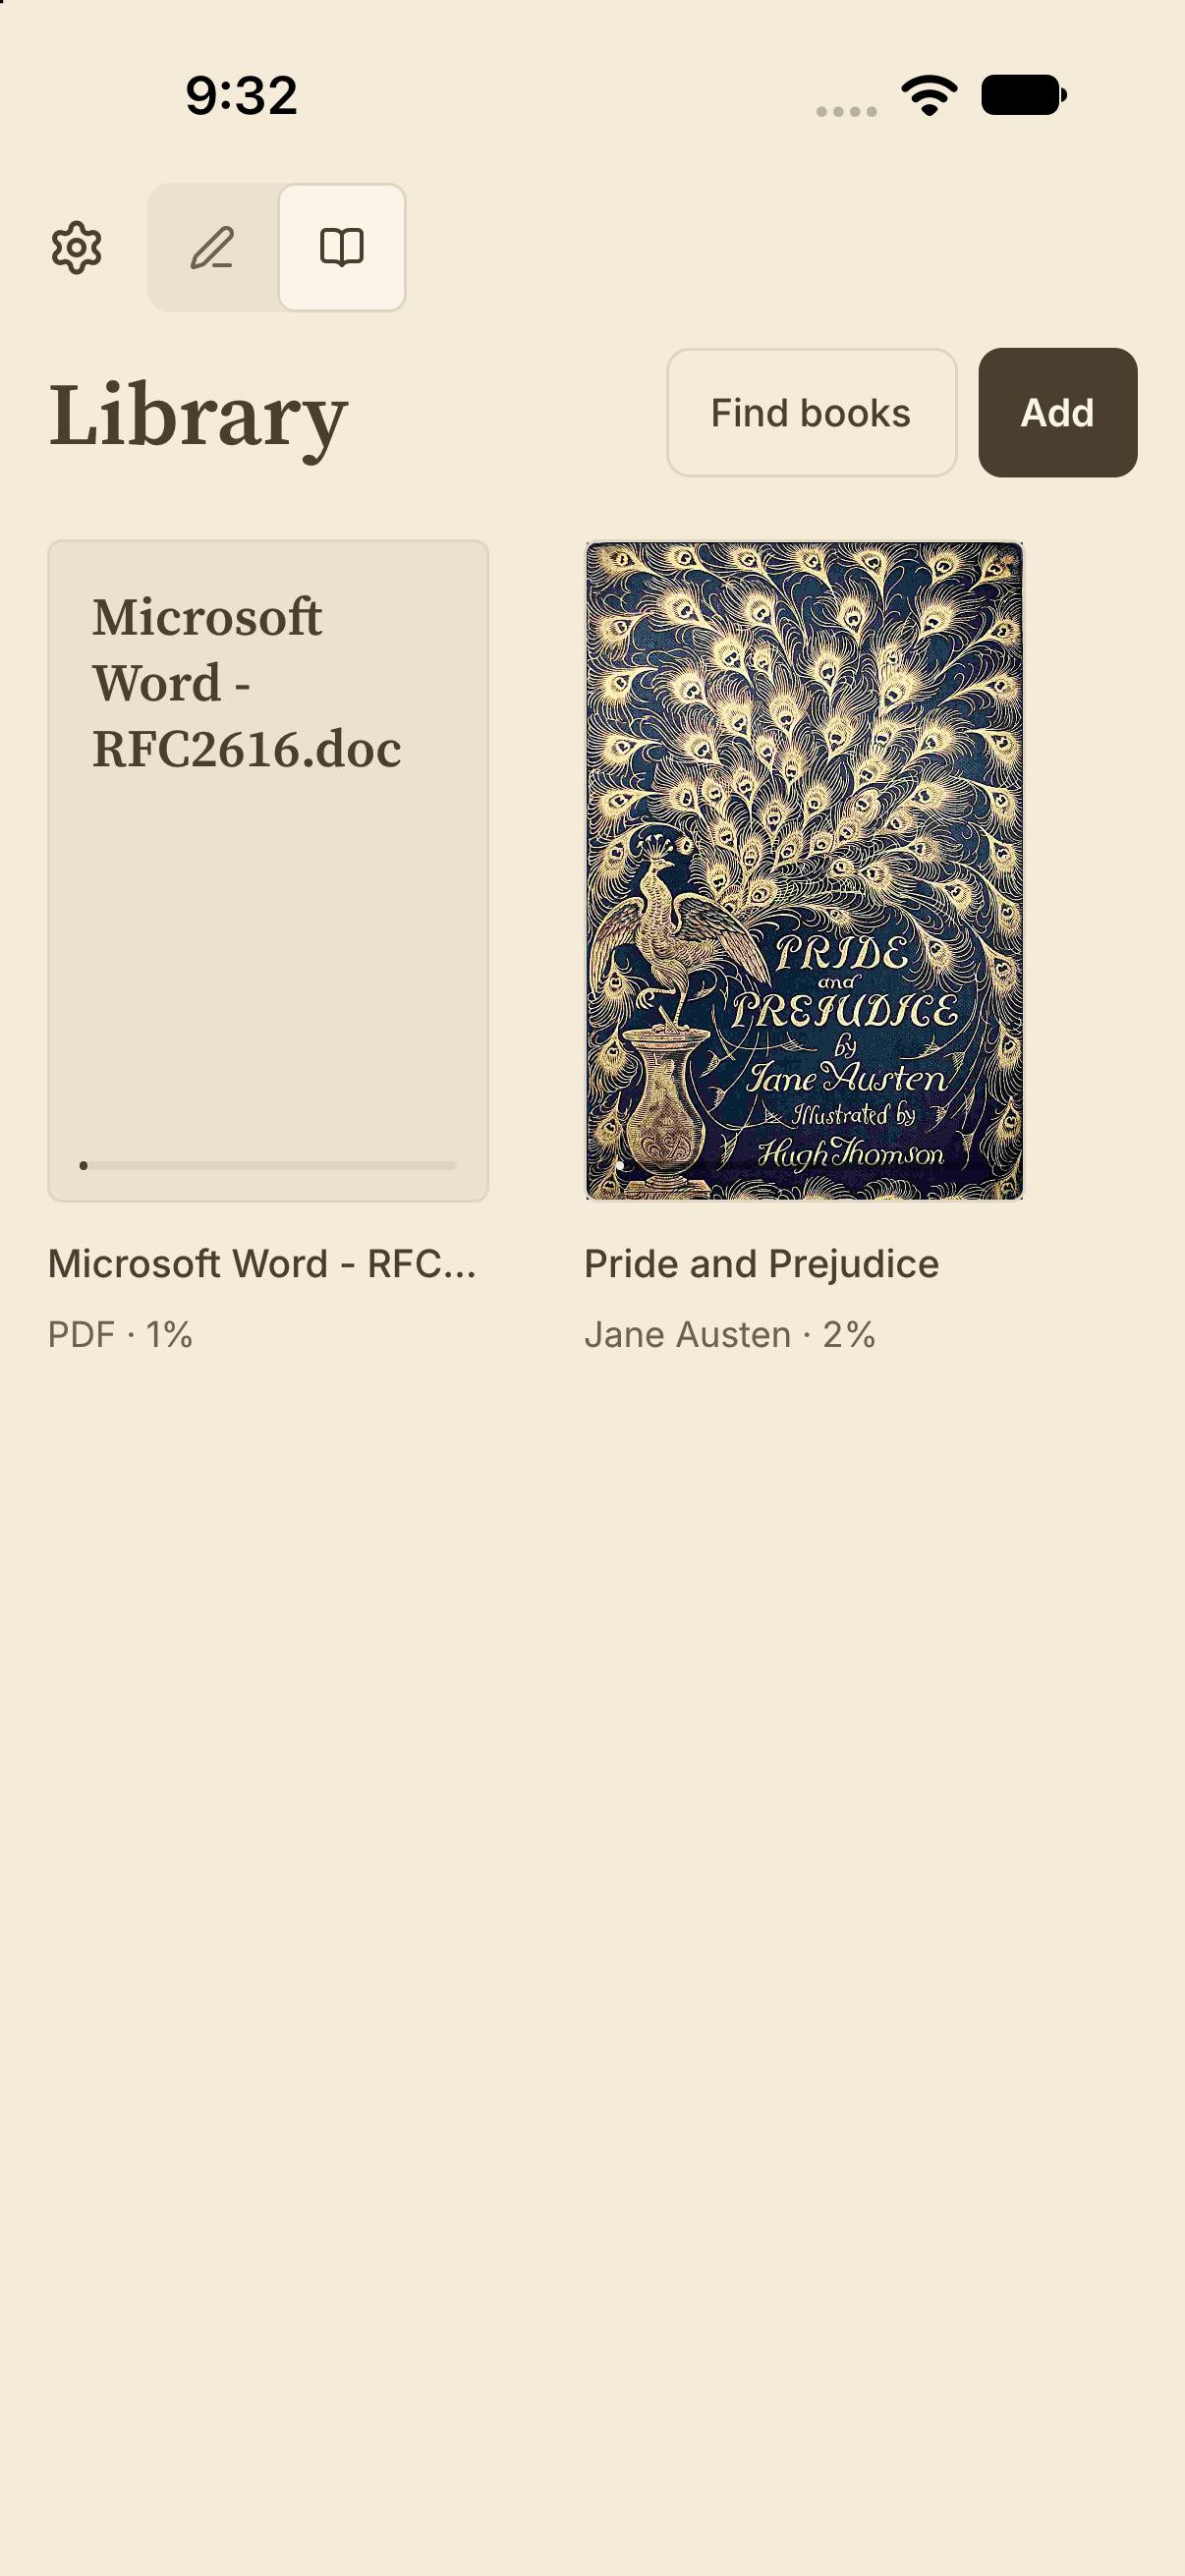 9:32
Library
Find books
Add
Microsoft
Word -
RFC2616.doc
PRIDE
and
PREJUDICE
by
Jane Austen
Illustrated by
Hugh Thomson
Microsoft Word - RFC...
Pride and Prejudice
PDF · 1%
Jane Austen · 2%